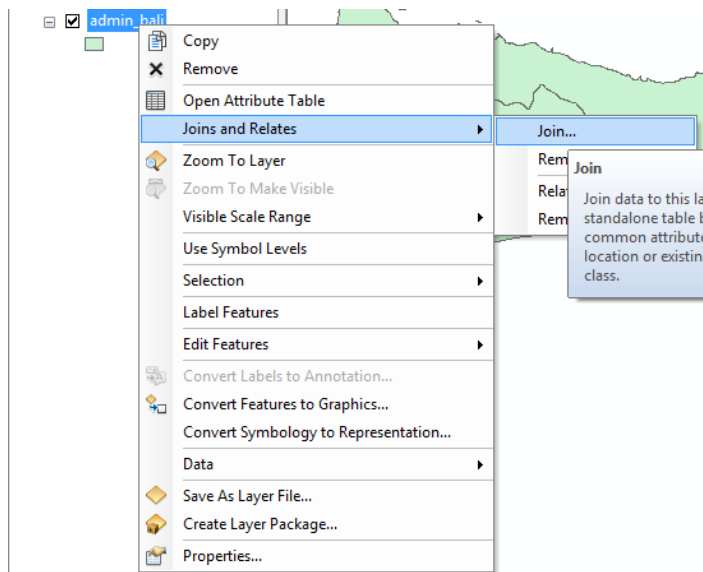 admin_bali
Copy
Remove
Open Attribute Table
Joins and Relates
Zoom To Layer
Zoom To Make Visible
Visible Scale Range
Use Symbol Levels
Selection
Label Features
Edit Features
Convert Labels to Annotation...
Convert Features to Graphics...
Convert Symbology to Representation...
Data
Save As Layer File...
Create Layer Package...
Properties...
Join...
Rem
Rela
Rem
Join
Join data to this la
standalone table b
common attribute
location or existin
class.